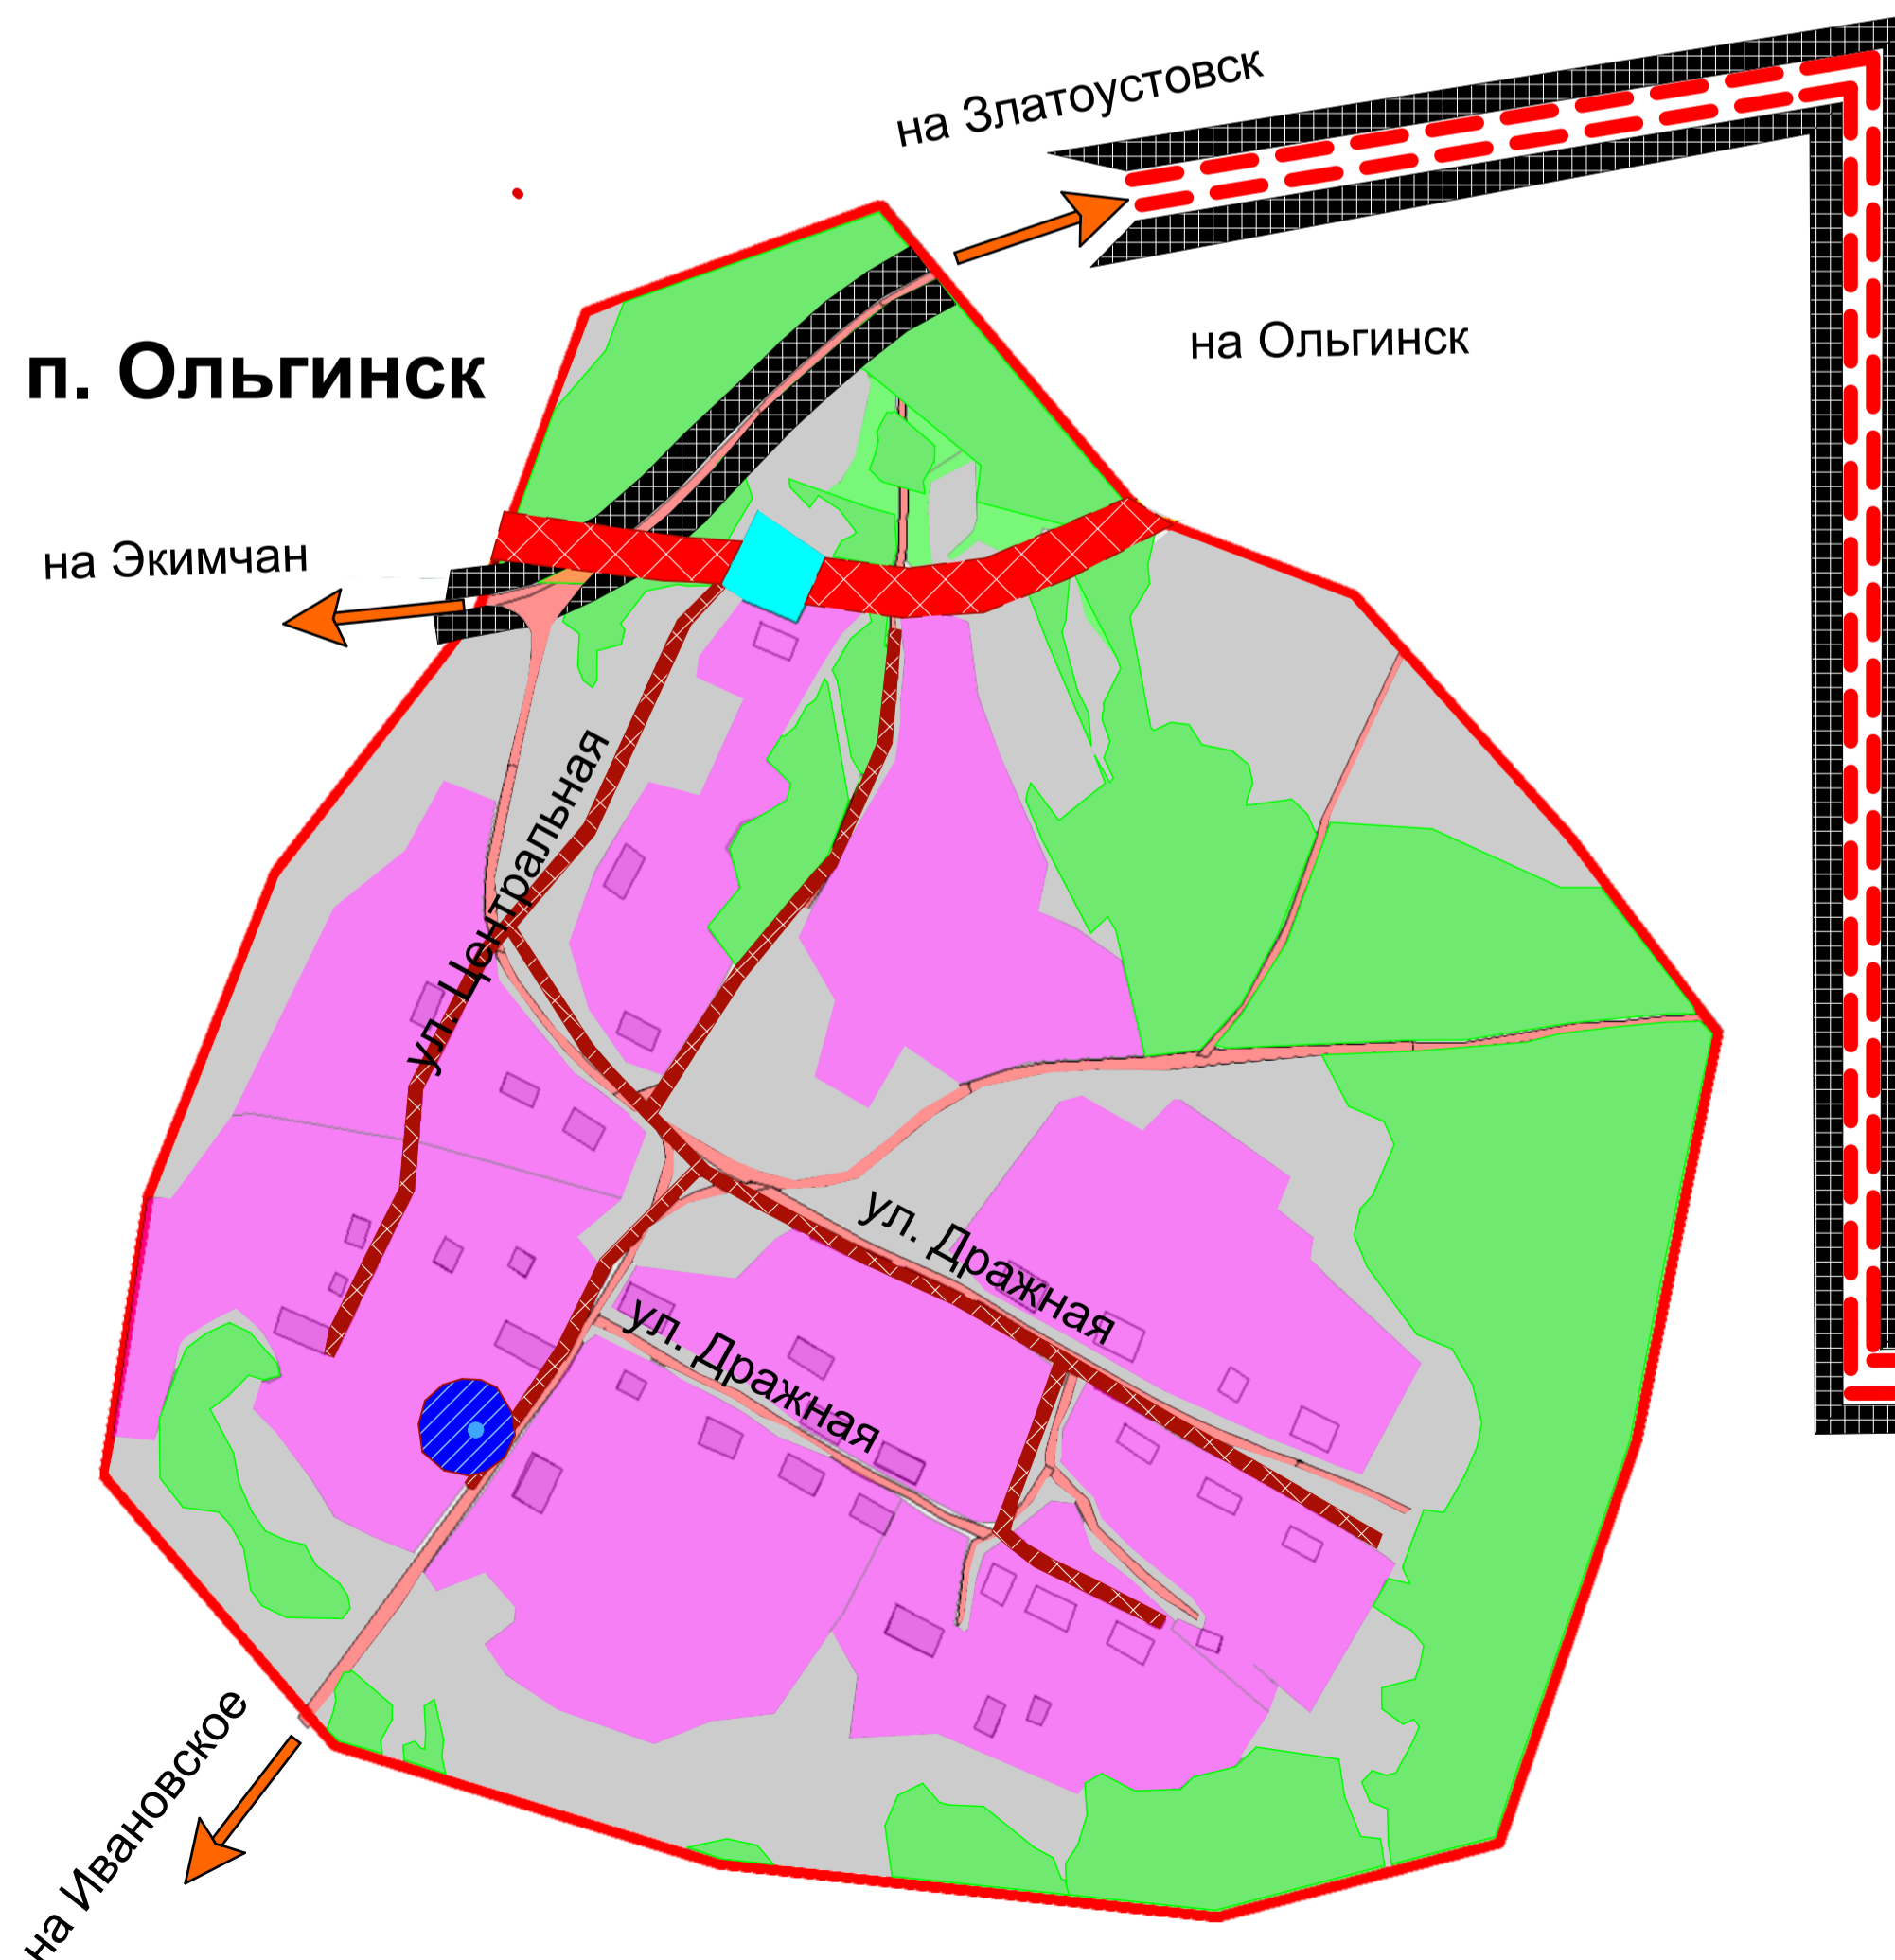 на Златоустовск
на Ольгинск
п. Ольгинск
на Экимчан
ул. Центральная
ул. Дражная
ул. Дражная
на Ивановское